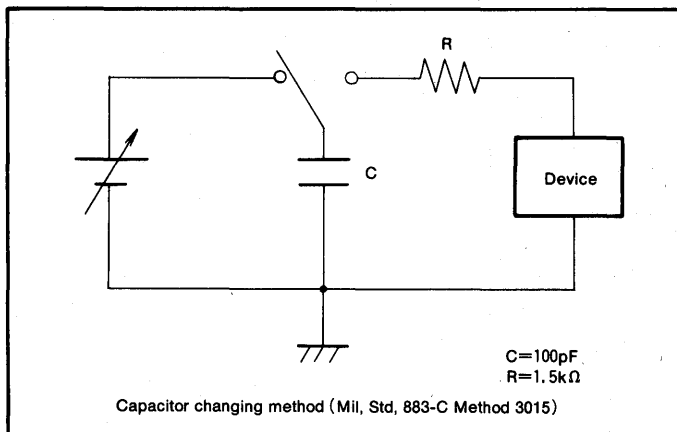 R
C
Device
C=100pF
R=1.5kΩ
Capacitor changing method (Mil, Std, 883-C Method 3015)